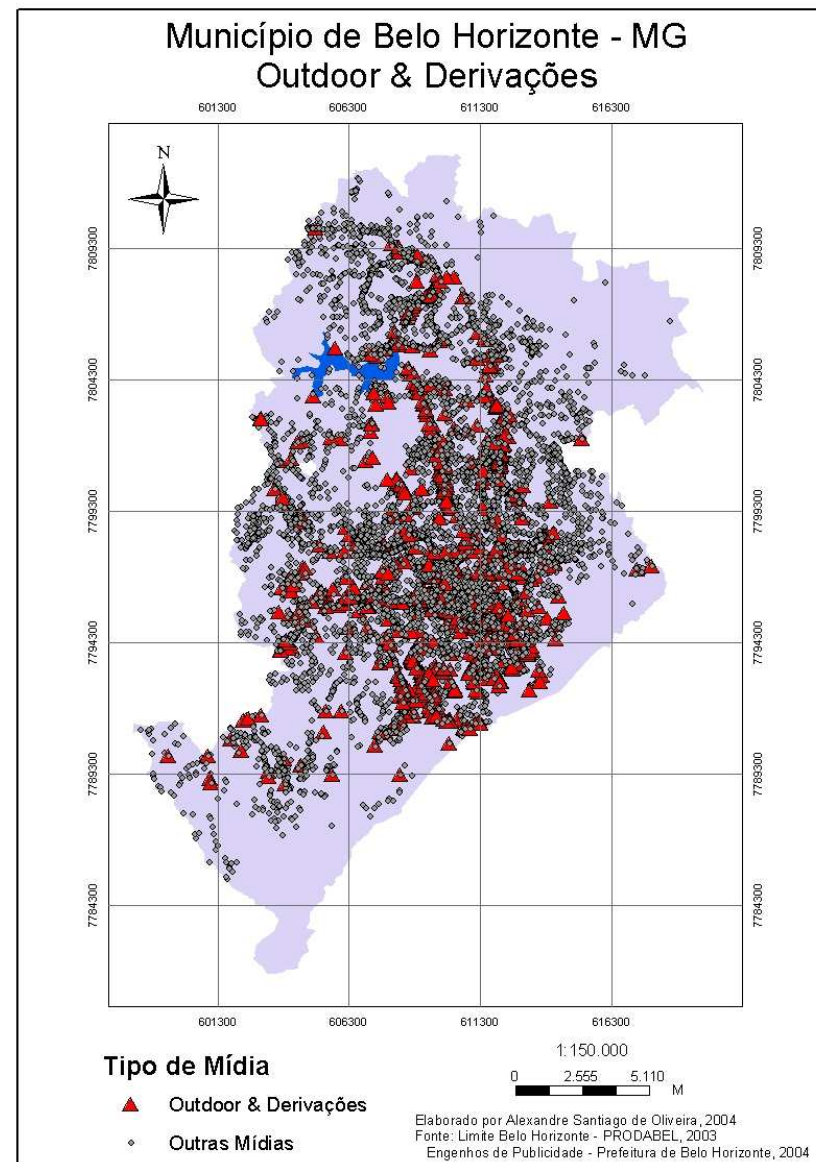 Município de Belo Horizonte - MG
Outdoor & Derivações
601300 606300 611300 616300
N
7809300 7809300
7804300 7804300
7799300 7799300
7794300 7794300
7789300 7789300
7784300 7784300
601300 606300 611300 616300
Tipo de Mídia
Outdoor & Derivações
Outras Mídias
1:150.000
0 2.555 5.110
M
Elaborado por Alexandre Santiago de Oliveira, 2004
Fonte: Limite Belo Horizonte - PRODABEL, 2003
Engenhos de Publicidade - Prefeitura de Belo Horizonte, 2004